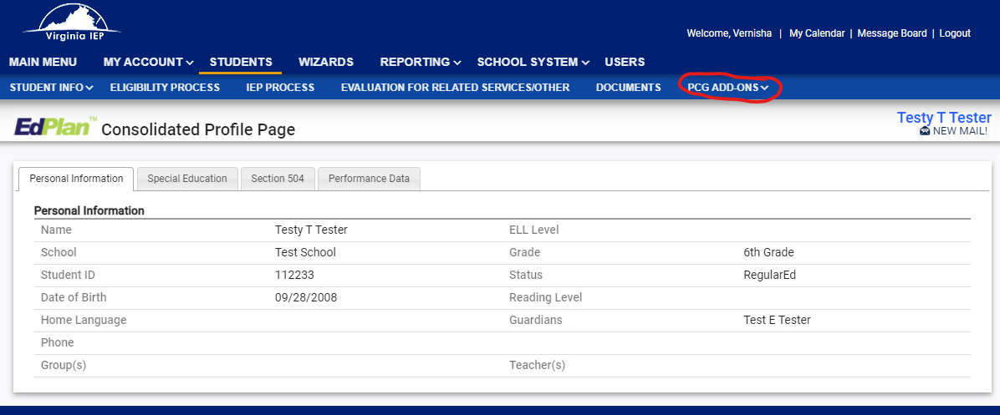 Virginia IEP
Welcome, Vernisha | My Calendar | Message Board | Logout
MAIN MENU MY ACCOUNT STUDENTS WIZARDS REPORTING SCHOOL SYSTEM USERS
STUDENT INFO ELIGIBILITY PROCESS IEP PROCESS EVALUATION FOR RELATED SERVICES/OTHER DOCUMENTS PCG ADD-ONS
EdPlan™ Consolidated Profile Page
Testy T Tester
NEW MAIL!
Personal Information Special Education Section 504 Performance Data
Personal Information
Name Testy T Tester ELL Level
School Test School Grade 6th Grade
Student ID 112233 Status RegularEd
Date of Birth 09/28/2008 Reading Level
Home Language Guardians Test E Tester
Phone
Group(s) Teacher(s)